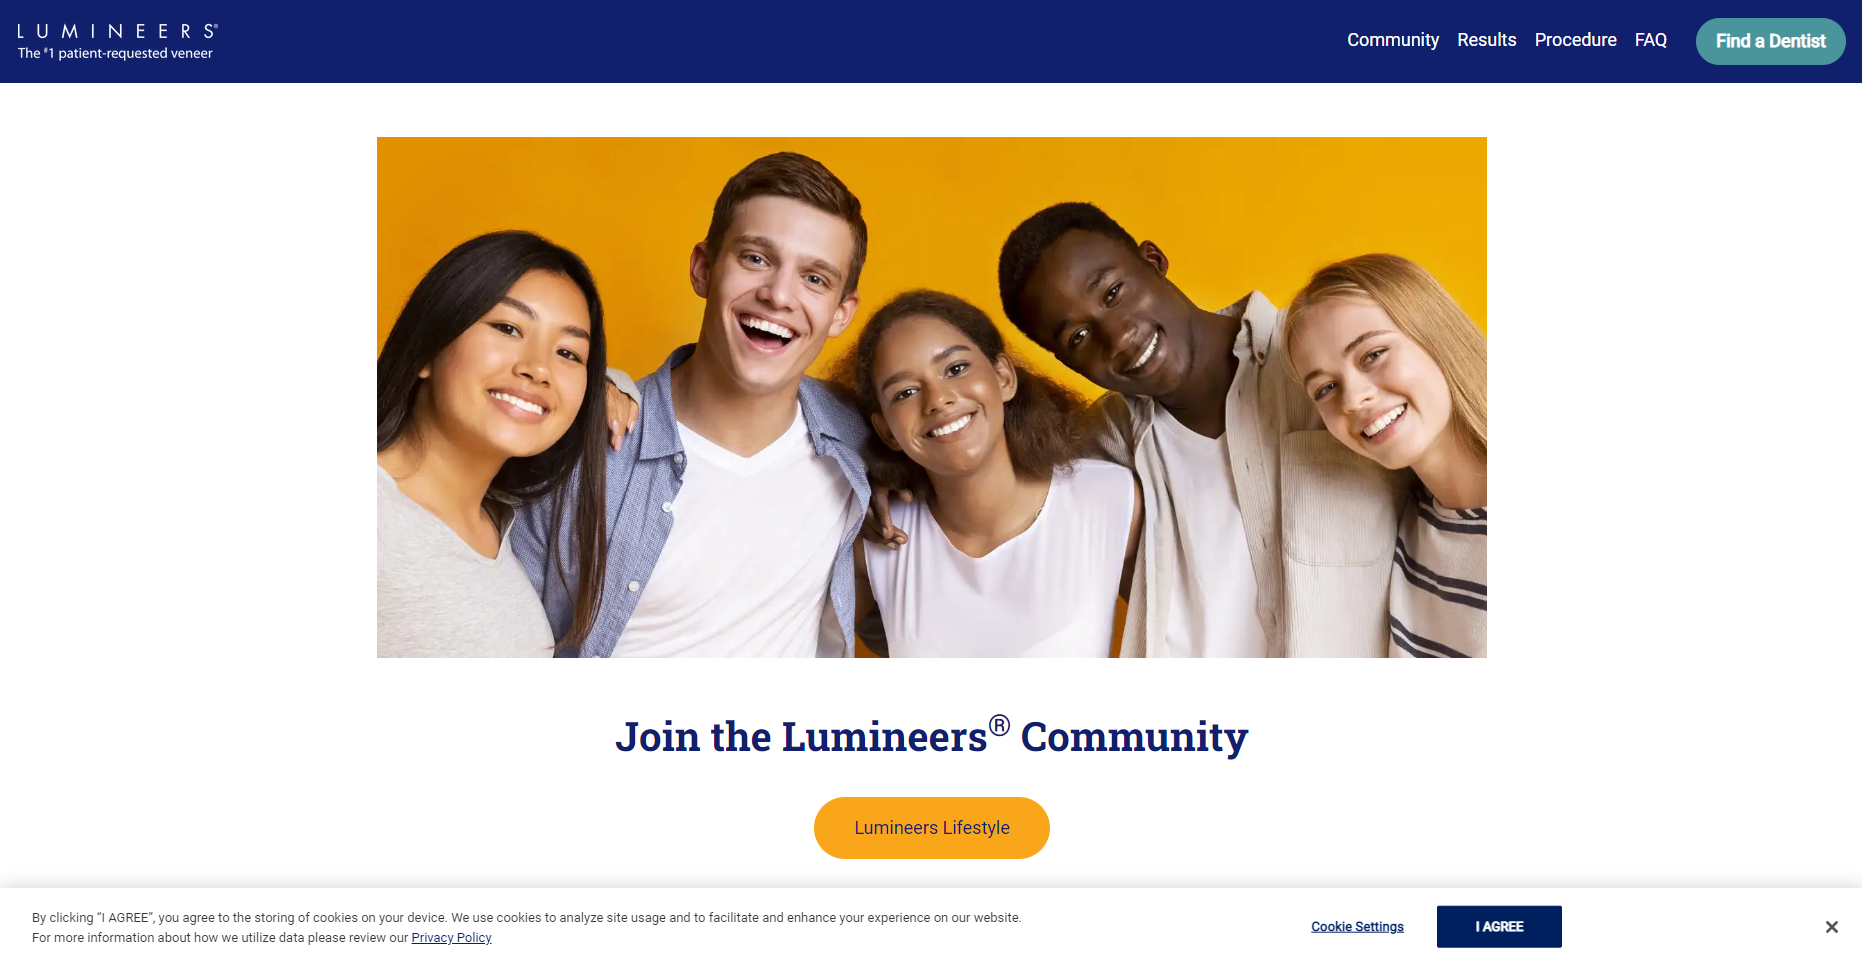 LUMINEERS®
The #1 patient-requested veneer
Community Results Procedure FAQ Find a Dentist
Join the Lumineers® Community
Lumineers Lifestyle
By clicking “I AGREE”, you agree to the storing of cookies on your device. We use cookies to analyze site usage and to facilitate and enhance your experience on our website.
For more information about how we utilize data please review our Privacy Policy
Cookie Settings
I AGREE